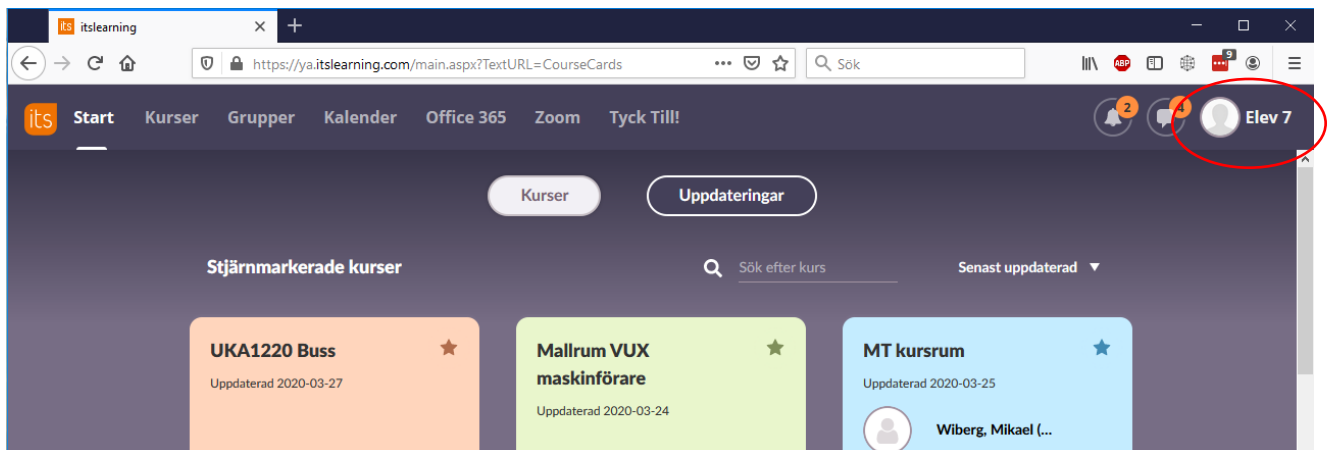 its itslearning
https://ya.itslearning.com/main.aspx?TextURL=CourseCards
Sök
ABP
9
its Start Kurser Grupper Kalender Office 365 Zoom Tyck Till! 2 4 Elev 7
Kurser Uppdateringar
Stjärnmarkerade kurser Sök efter kurs Senast uppdaterad
UKA1220 Buss
Uppdaterad 2020-03-27
Mallrum VUX
maskinförare
Uppdaterad 2020-03-24
MT kursrum
Uppdaterad 2020-03-25
Wiberg, Mikael (...